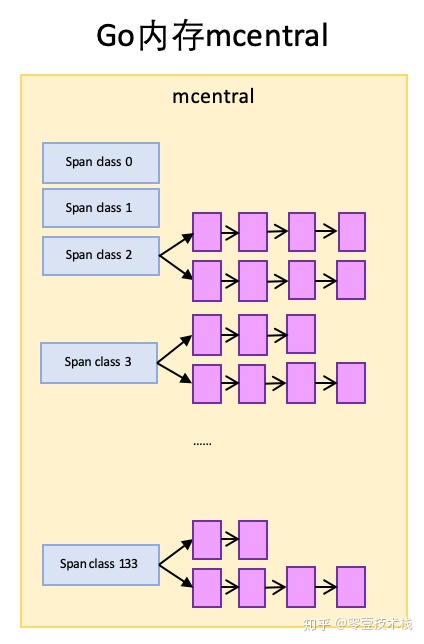 Go内存mcentral
mcentral
Span class 0
Span class 1
Span class 2
Span class 3
......
Span class 133
知乎 @零壹技术栈